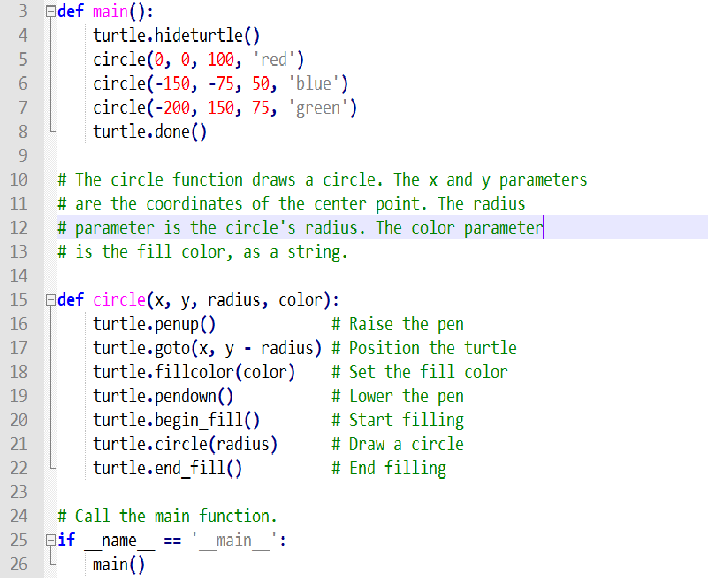 3 def main():
4 turtle.hideturtle()
5 circle(0, 0, 100, 'red')
6 circle(-150, -75, 50, 'blue')
7 circle(-200, 150, 75, 'green')
8 turtle.done()
9
10 # The circle function draws a circle. The x and y parameters
11 # are the coordinates of the center point. The radius
12 # parameter is the circle's radius. The color parameter
13 # is the fill color, as a string.
14
15 def circle(x, y, radius, color):
16 turtle.penup() # Raise the pen
17 turtle.goto(x, y - radius) # Position the turtle
18 turtle.fillcolor(color) # Set the fill color
19 turtle.pendown() # Lower the pen
20 turtle.begin_fill() # Start filling
21 turtle.circle(radius) # Draw a circle
22 turtle.end_fill() # End filling
23
24 # Call the main function.
25 if __name__ == '__main__':
26 main()